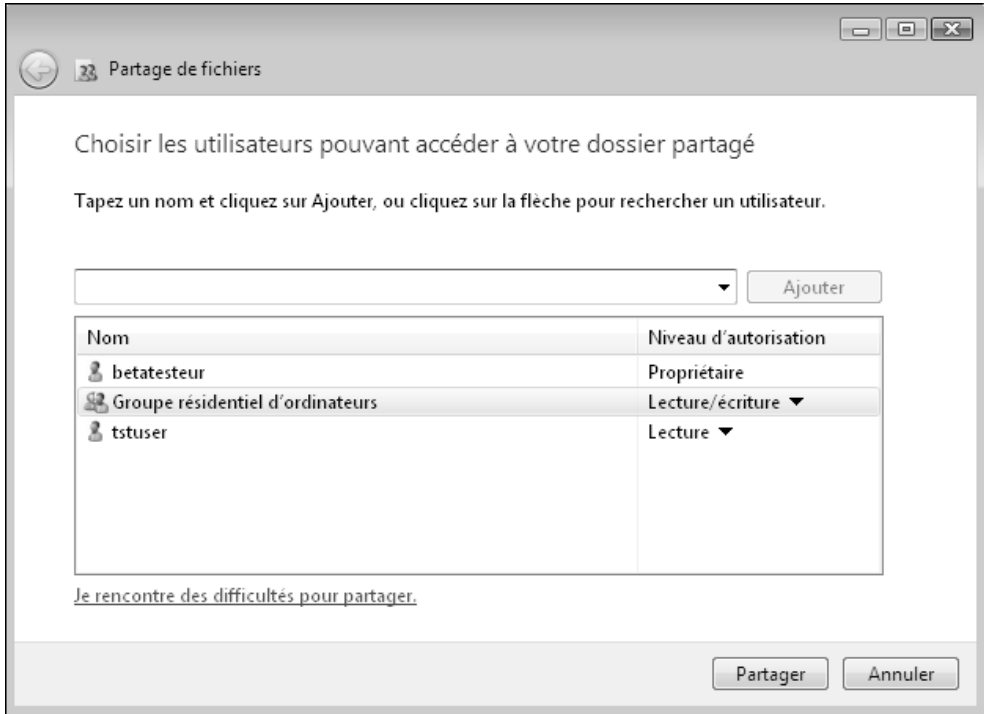 Partage de fichiers
Choisir les utilisateurs pouvant accéder à votre dossier partagé
Tapez un nom et cliquez sur Ajouter, ou cliquez sur la flèche pour rechercher un utilisateur.
Ajouter
Nom Niveau d'autorisation
betatesteur Propriétaire
Groupe résidentiel d'ordinateurs Lecture/écriture
tstuser Lecture
Je rencontre des difficultés pour partager.
Partager Annuler